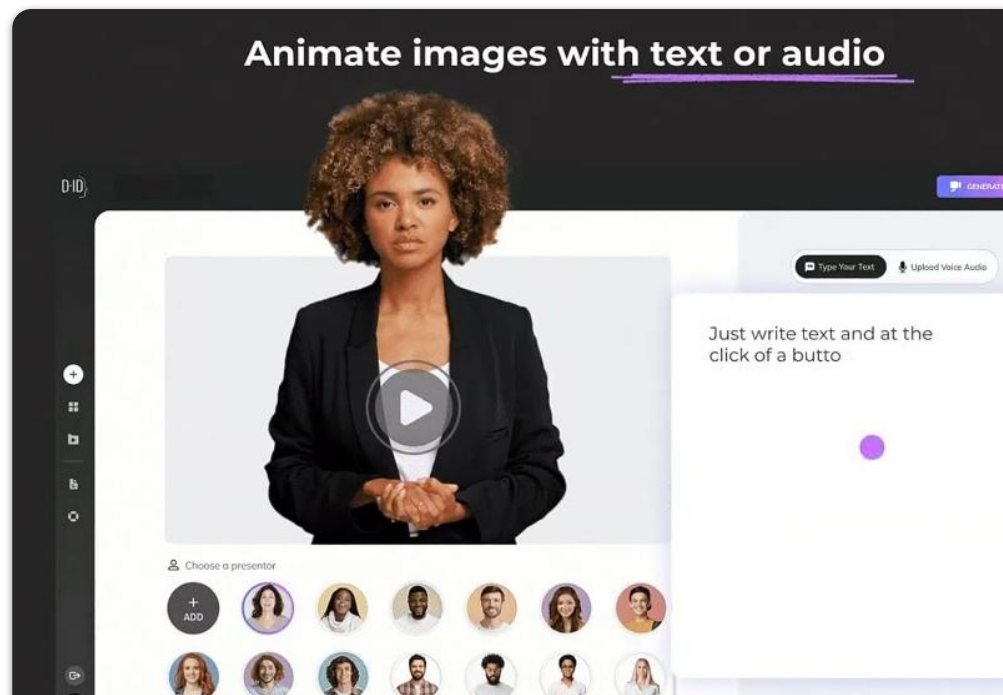 Animate images with text or audio
D-ID
GENERATE
Type Your Text
Upload Voice Audio
Just write text and at the
click of a butto
Choose a presentor
+
ADD